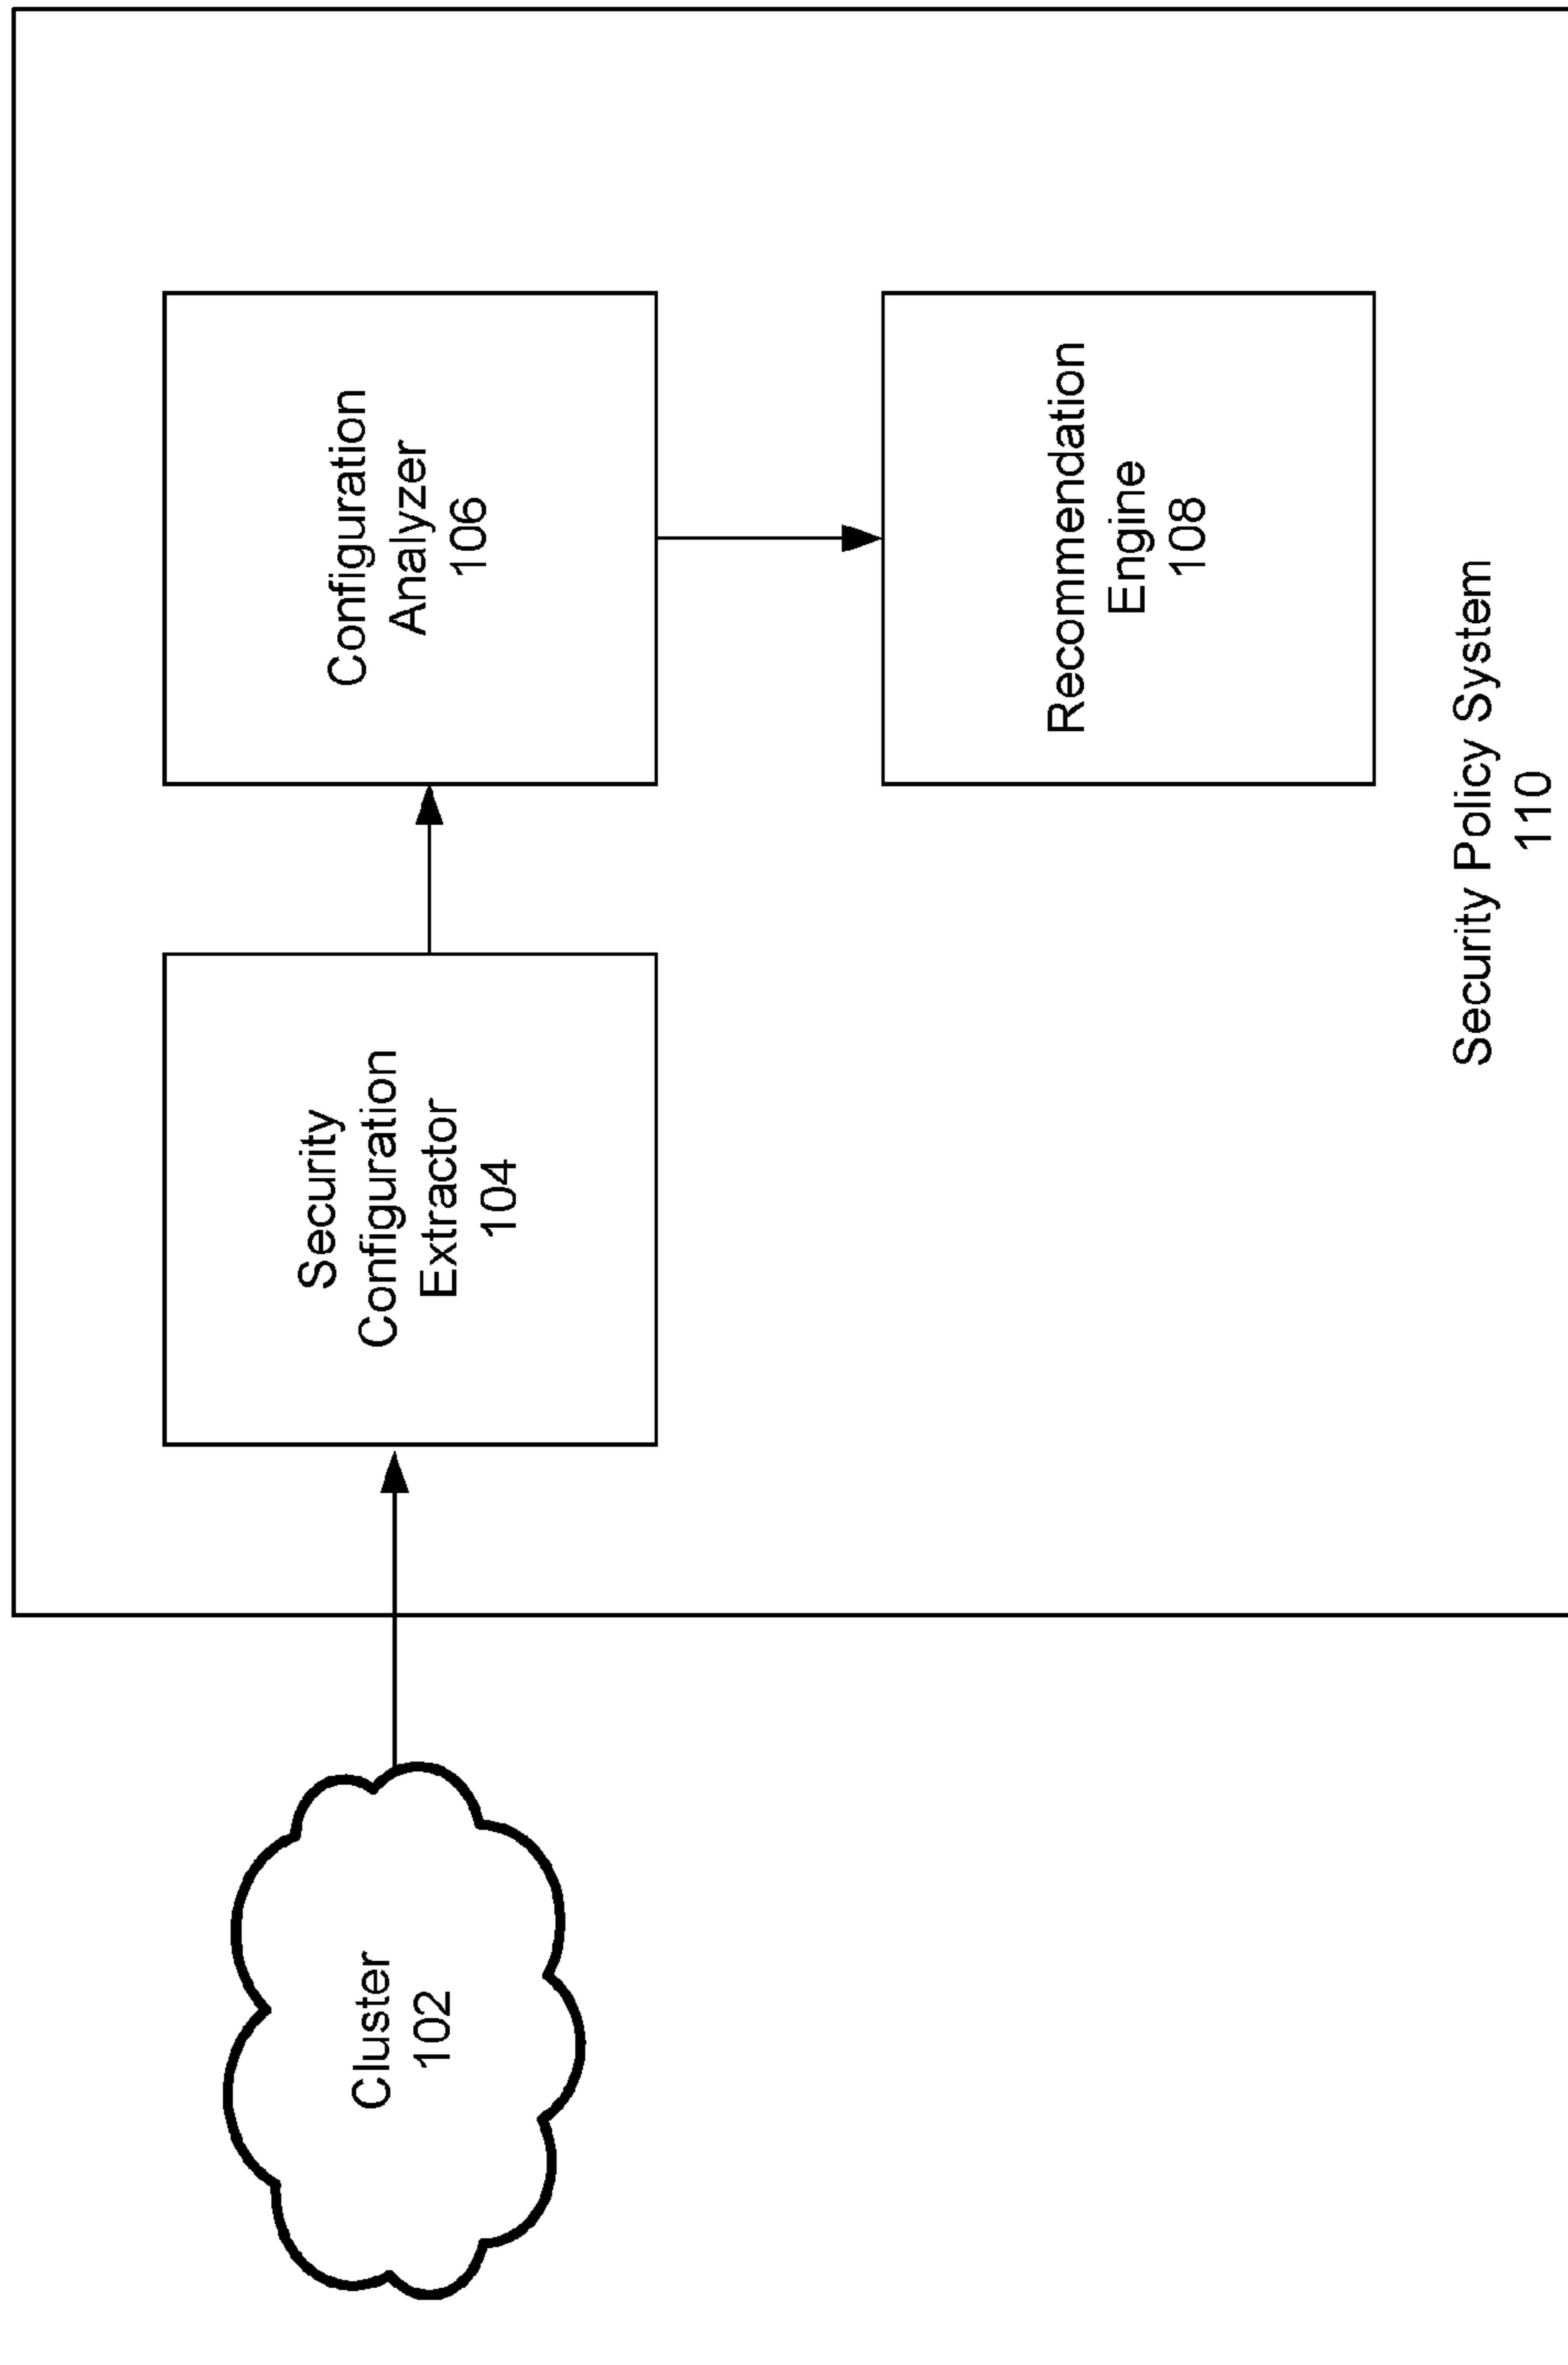 Cluster
102
Security
Configuration
Extractor
104
Configuration
Analyzer
106
Recommendation
Engine
108
Security Policy System
110